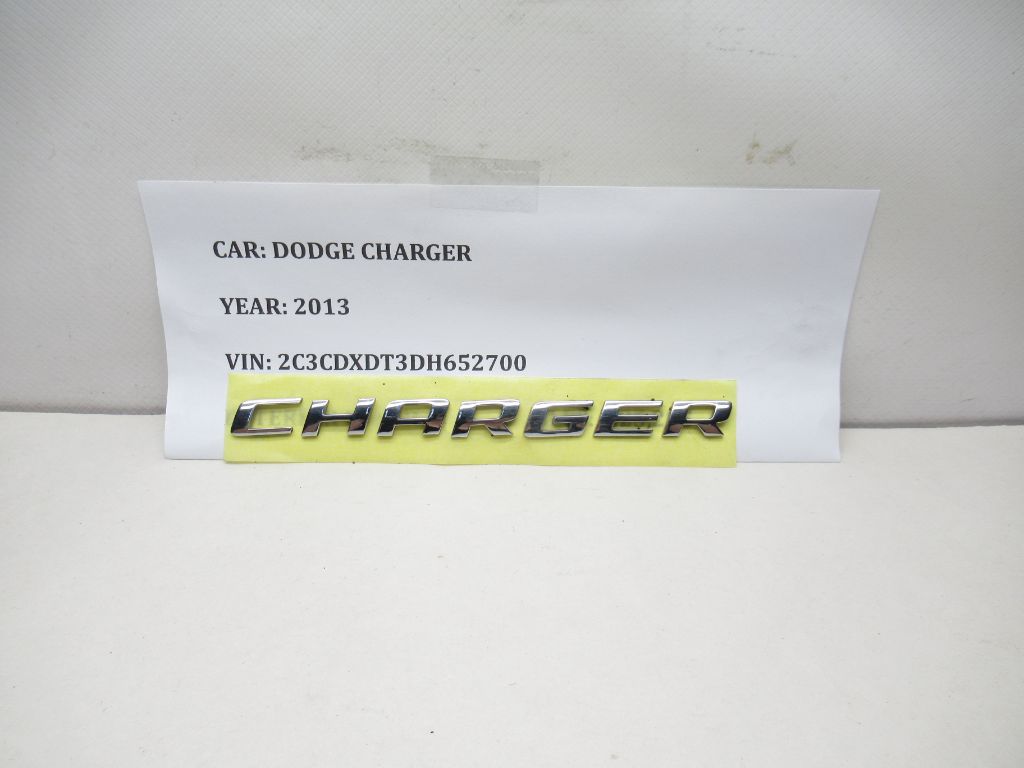 CAR: DODGE CHARGER
YEAR: 2013
VIN: 2C3CDXDT3DH652700
CHARGER